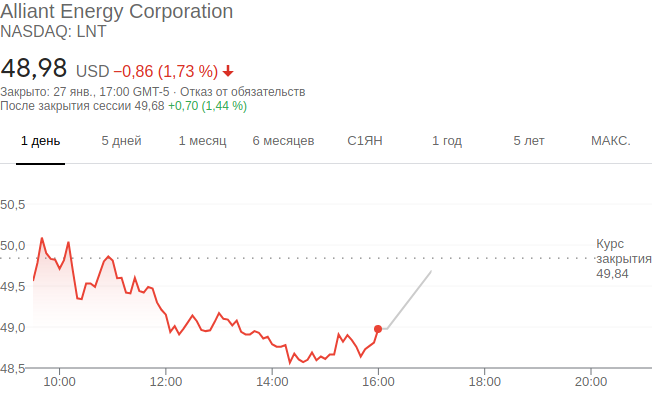 Alliant Energy Corporation
NASDAQ: LNT
48,98 USD −0,86 (1,73 %)
Закрыто: 27 янв., 17:00 GMT-5 · Отказ от обязательств
После закрытия сессии 49,68 +0,70 (1,44 %)
1 день 5 дней 1 месяц 6 месяцев С1ЯН 1 год 5 лет МАКС.
50,5
50,0
49,5
49,0
48,5
Курс
закрытия
49,84
10:00 12:00 14:00 16:00 18:00 20:00